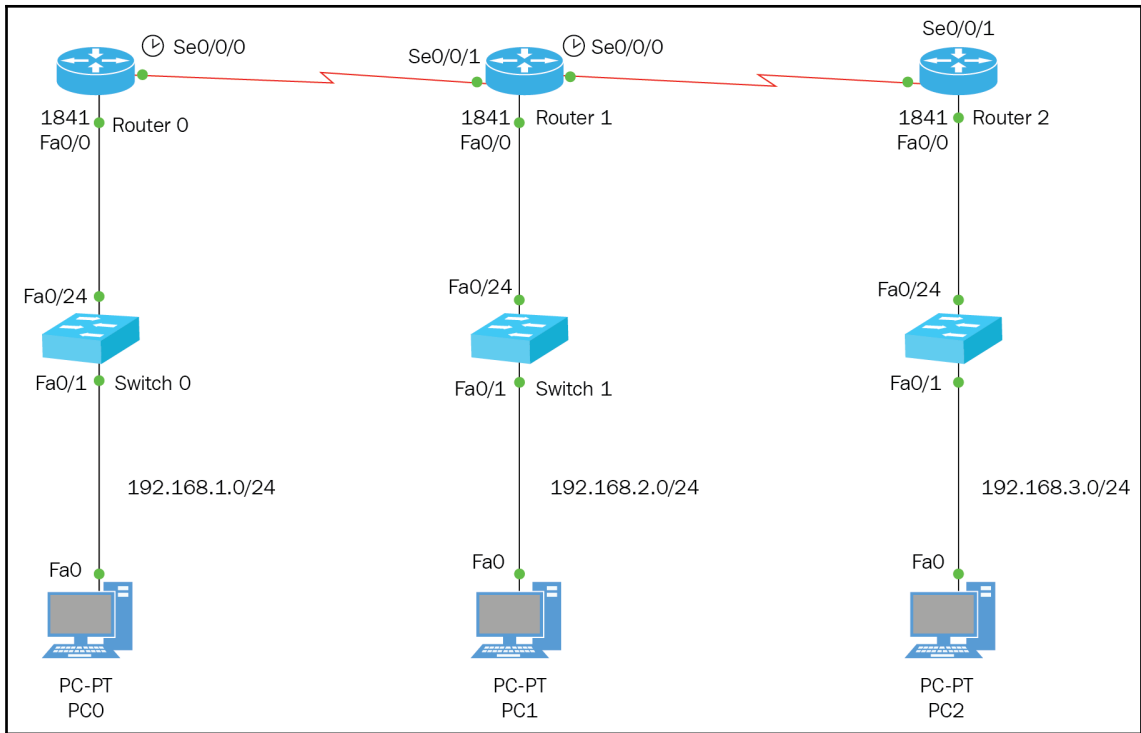 Se0/0/0
Se0/0/1
Se0/0/0
Se0/0/1
1841
Fa0/0
Router 0
1841
Fa0/0
Router 1
1841
Fa0/0
Router 2
Fa0/24
Fa0/24
Fa0/24
Fa0/1
Switch 0
Fa0/1
Switch 1
Fa0/1
192.168.1.0/24
192.168.2.0/24
192.168.3.0/24
Fa0
Fa0
Fa0
PC-PT
PC0
PC-PT
PC1
PC-PT
PC2